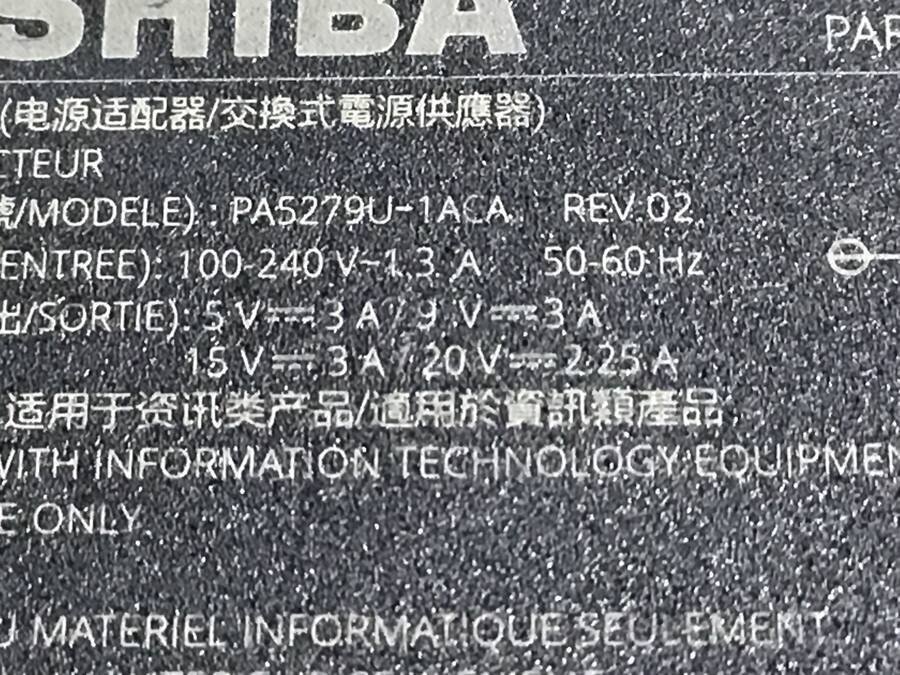 SHIBA
PAR
(电源适配器/交換式電源供應器)
CTEUR
號/MODELE) : PA5279U-1ACA REV.02
ENTREE): 100-240 V~1.3 A 50-60 Hz
出/SORTIE): 5 V⎓3 A / 9 V⎓3 A
15 V⎓3 A / 20 V⎓2.25 A
适用于资讯类产品/適用於資訊類產品
WITH INFORMATION TECHNOLOGY EQUIPMEN
E ONLY
U MATERIEL INFORMATIQUE SEULEMENT